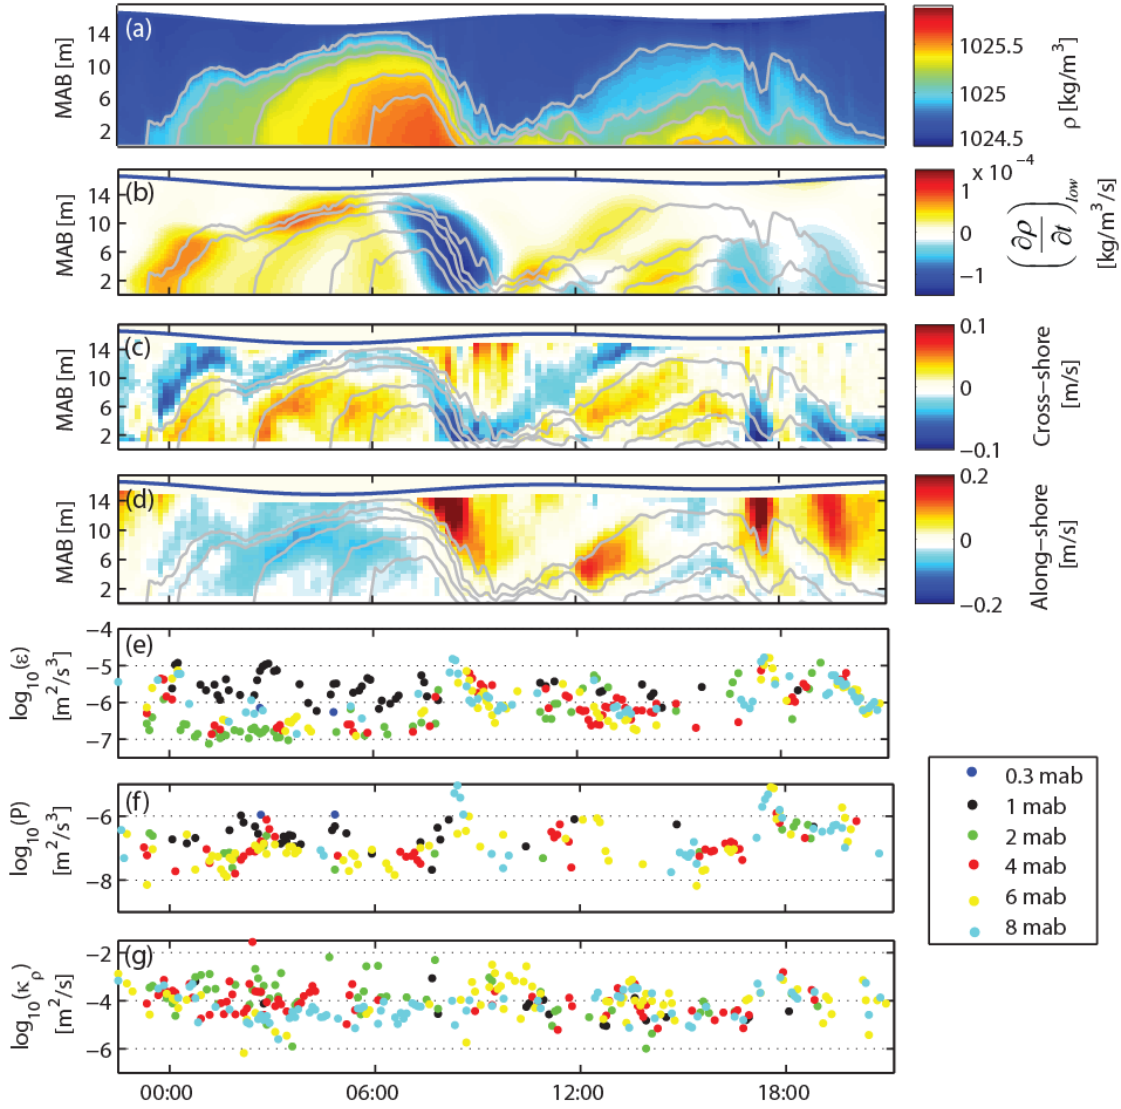 (a)
MAB [m]
14
10
6
2
1025.5
1025
1024.5
ρ [kg/m³]
(b)
MAB [m]
14
10
6
2
x 10⁻⁴
1
0
−1
(∂ρ/∂t)low
[kg/m³/s]
(c)
MAB [m]
14
10
6
2
0.1
0
−0.1
Cross−shore
[m/s]
(d)
MAB [m]
14
10
6
2
0.2
0
−0.2
Along−shore
[m/s]
(e)
log₁₀(ε)
[m²/s³]
−4
−5
−6
−7
(f)
log₁₀(P)
[m²/s³]
−6
−8
(g)
log₁₀(κρ)
[m²/s]
−2
−4
−6
00:00
06:00
12:00
18:00
0.3 mab
1 mab
2 mab
4 mab
6 mab
8 mab